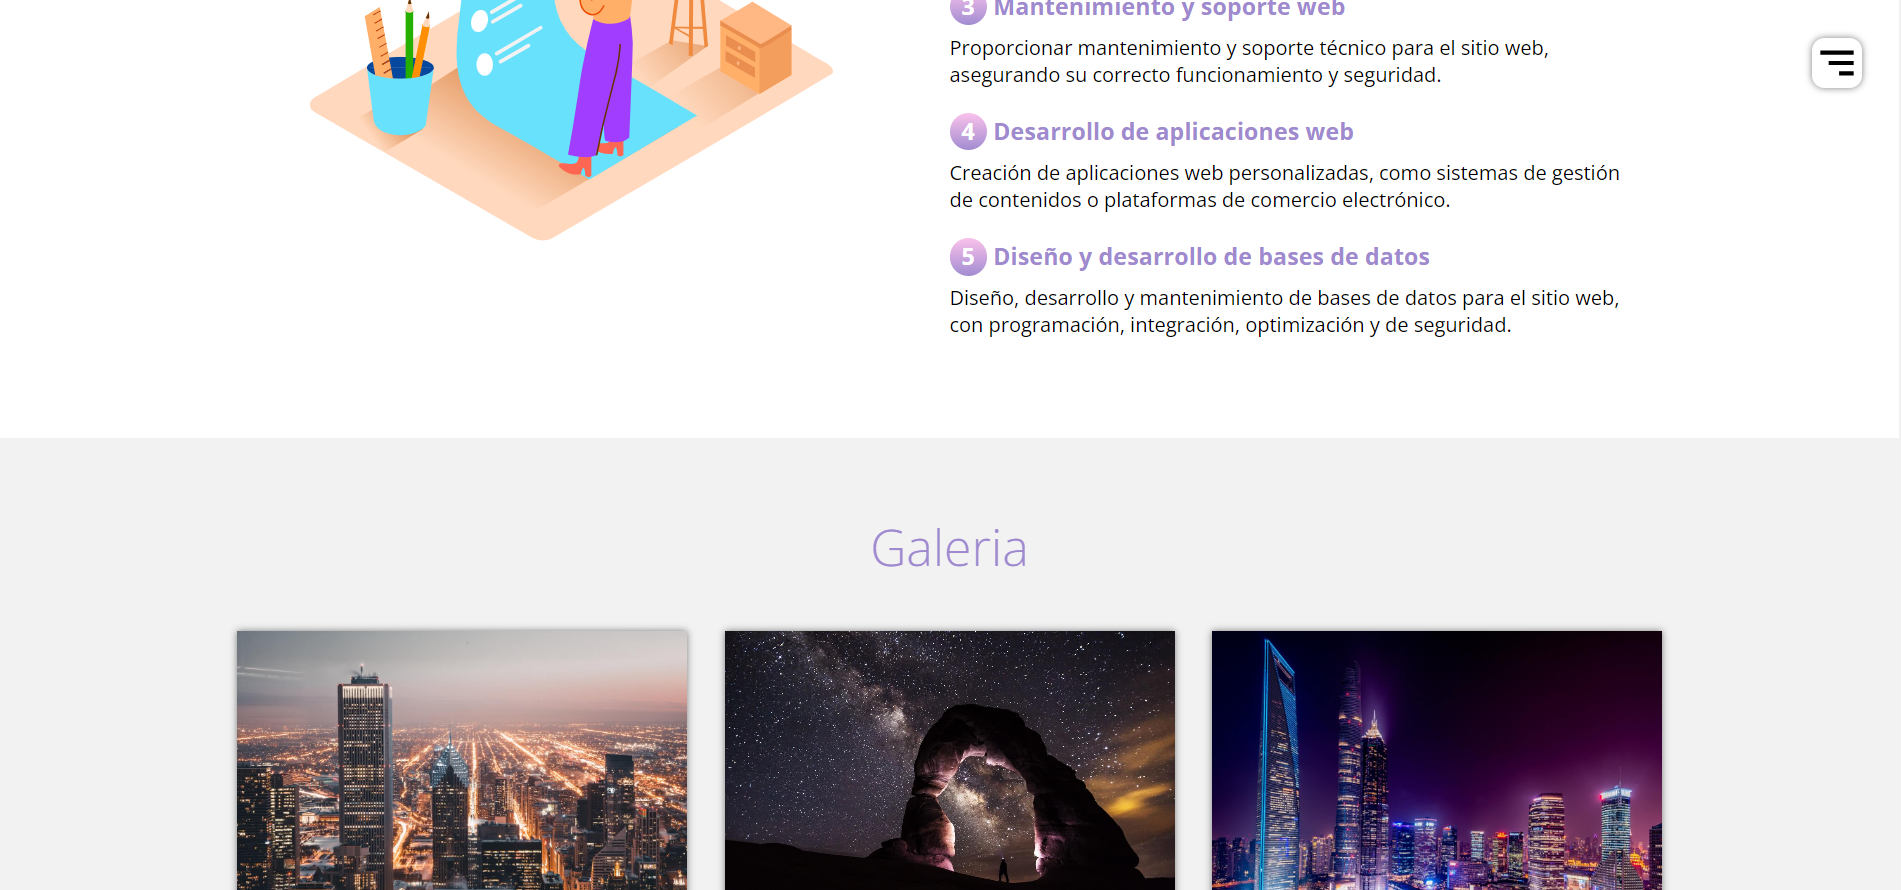 3 Mantenimiento y soporte web
Proporcionar mantenimiento y soporte técnico para el sitio web,
asegurando su correcto funcionamiento y seguridad.
4 Desarrollo de aplicaciones web
Creación de aplicaciones web personalizadas, como sistemas de gestión
de contenidos o plataformas de comercio electrónico.
5 Diseño y desarrollo de bases de datos
Diseño, desarrollo y mantenimiento de bases de datos para el sitio web,
con programación, integración, optimización y de seguridad.
Galeria